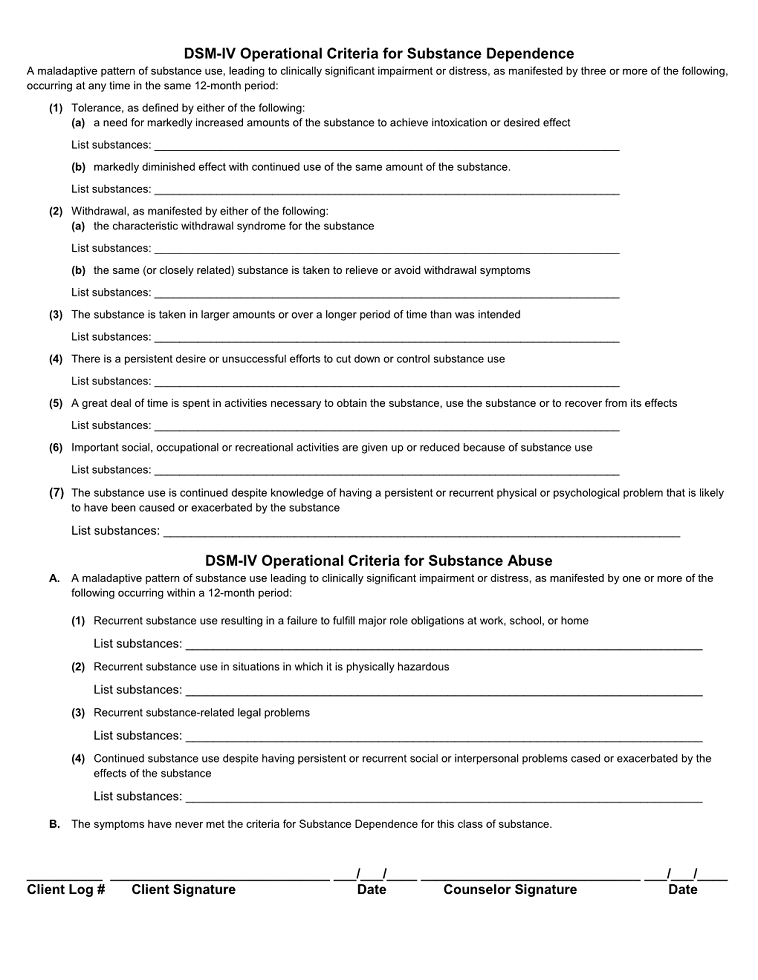 DSM-IV Operational Criteria for Substance Dependence
A maladaptive pattern of substance use, leading to clinically significant impairment or distress, as manifested by three or more of the following,
occurring at any time in the same 12-month period:
(1) Tolerance, as defined by either of the following:
(a) a need for markedly increased amounts of the substance to achieve intoxication or desired effect
List substances: ____________________
(b) markedly diminished effect with continued use of the same amount of the substance.
List substances: ____________________
(2) Withdrawal, as manifested by either of the following:
(a) the characteristic withdrawal syndrome for the substance
List substances: ____________________
(b) the same (or closely related) substance is taken to relieve or avoid withdrawal symptoms
List substances: ____________________
(3) The substance is taken in larger amounts or over a longer period of time than was intended
List substances: ____________________
(4) There is a persistent desire or unsuccessful efforts to cut down or control substance use
List substances: ____________________
(5) A great deal of time is spent in activities necessary to obtain the substance, use the substance or to recover from its effects
List substances: ____________________
(6) Important social, occupational or recreational activities are given up or reduced because of substance use
List substances: ____________________
(7) The substance use is continued despite knowledge of having a persistent or recurrent physical or psychological problem that is likely
to have been caused or exacerbated by the substance
List substances: ____________________
DSM-IV Operational Criteria for Substance Abuse
A. A maladaptive pattern of substance use leading to clinically significant impairment or distress, as manifested by one or more of the
following occurring within a 12-month period:
(1) Recurrent substance use resulting in a failure to fulfill major role obligations at work, school, or home
List substances: ____________________
(2) Recurrent substance use in situations in which it is physically hazardous
List substances: ____________________
(3) Recurrent substance-related legal problems
List substances: ____________________
(4) Continued substance use despite having persistent or recurrent social or interpersonal problems cased or exacerbated by the
effects of the substance
List substances: ____________________
B. The symptoms have never met the criteria for Substance Dependence for this class of substance.
__________ ____________________ ___/___/____ ____________________ ___/___/____
Client Log # Client Signature Date Counselor Signature Date